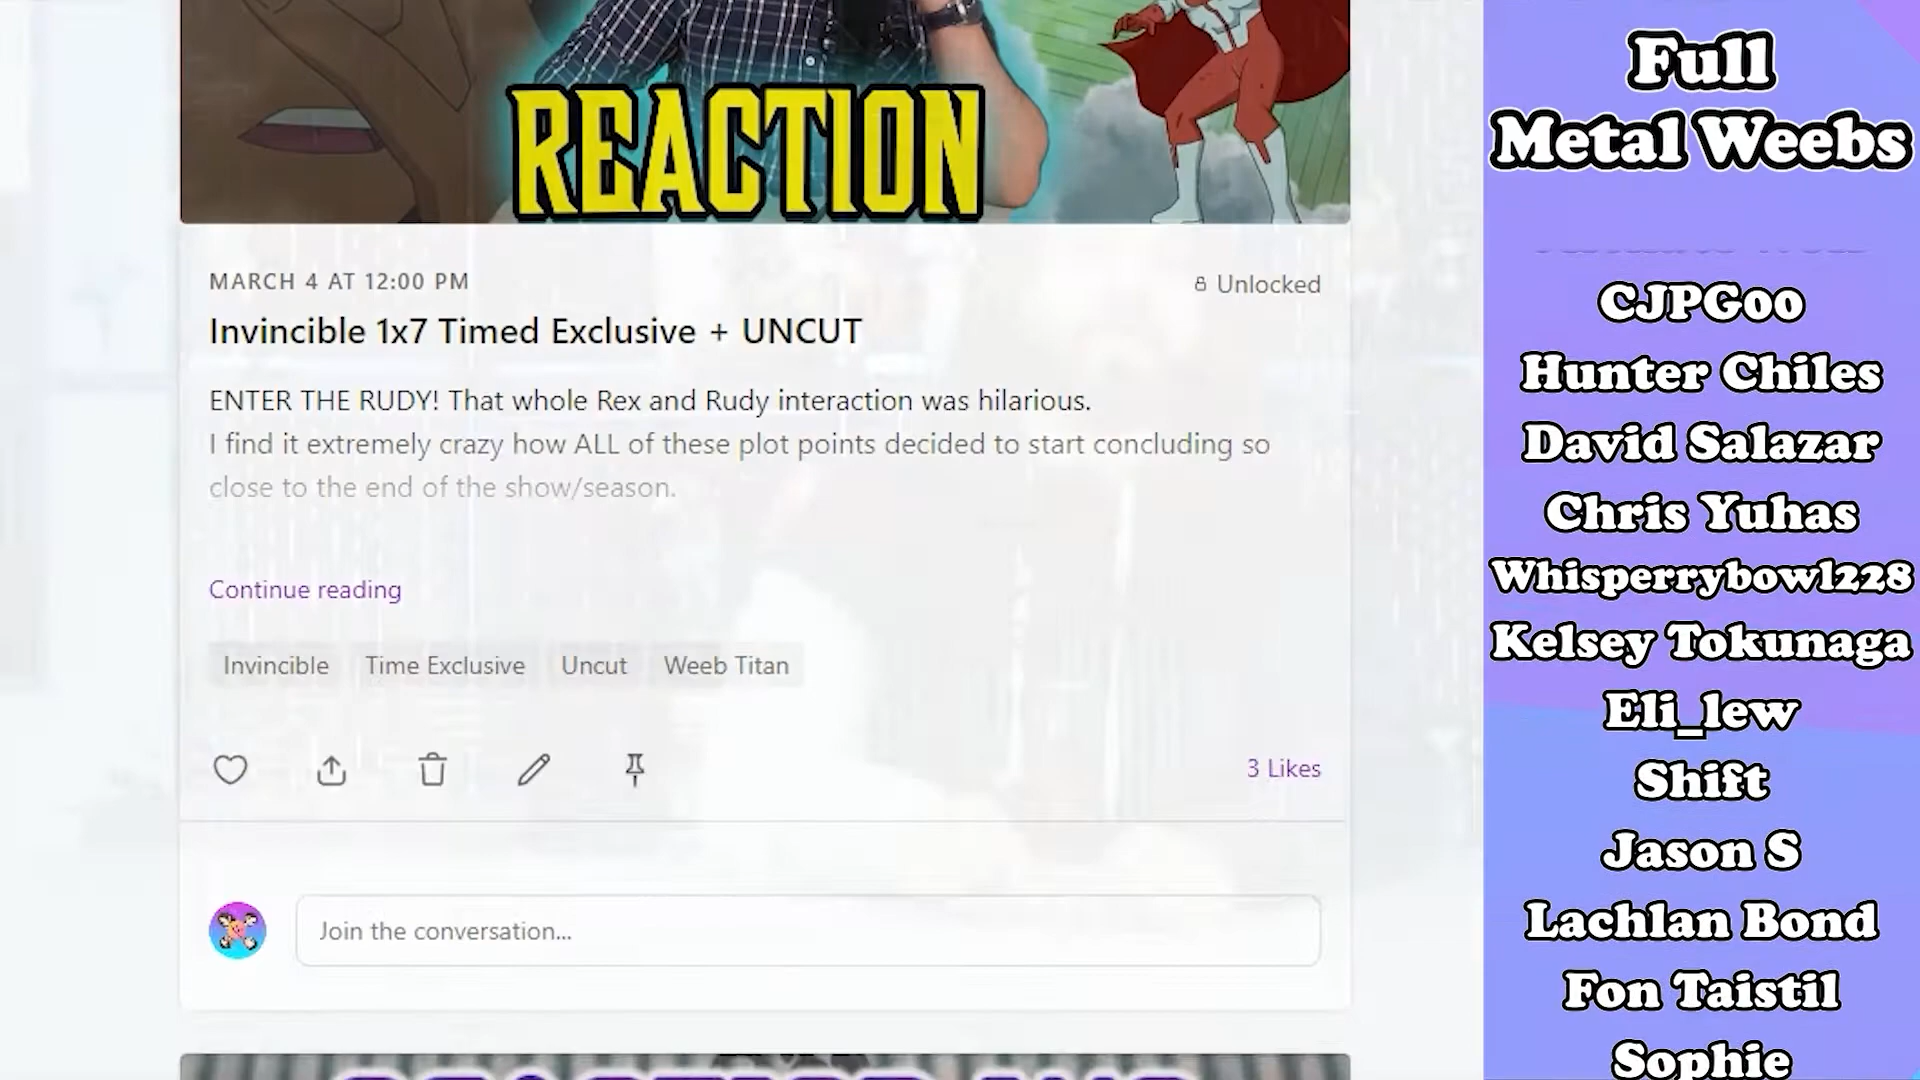 REACTION
MARCH 4 AT 12:00 PM
Unlocked
Invincible 1x7 Timed Exclusive + UNCUT
ENTER THE RUDY! That whole Rex and Rudy interaction was hilarious.
I find it extremely crazy how ALL of these plot points decided to start concluding so
close to the end of the show/season.
Continue reading
Invincible Time Exclusive Uncut Weeb Titan
3 Likes
Join the conversation...
Full
Metal Weebs
CJPG00
Hunter Chiles
David Salazar
Chris Yuhas
Whisperrybowl228
Kelsey Tokunaga
Eli_lew
Shift
Jason S
Lachlan Bond
Fon Taistil
Sophie